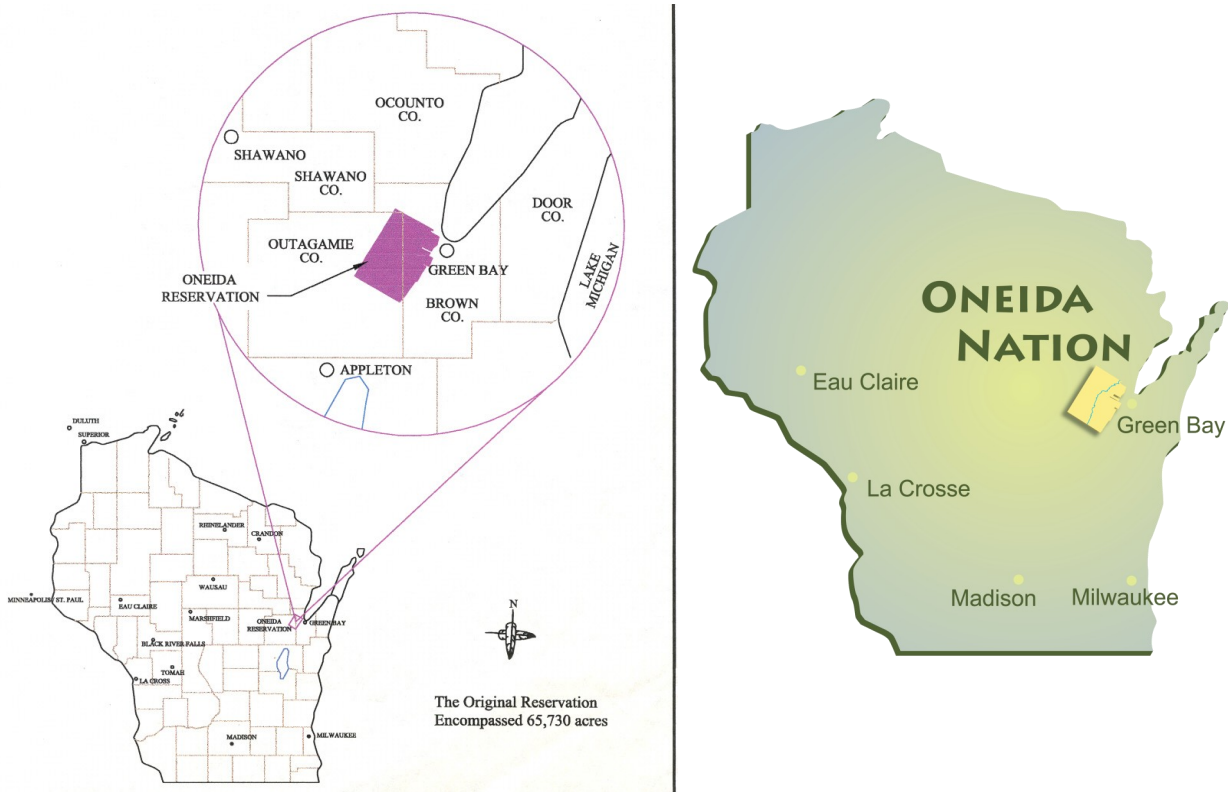 OCOUNTO
CO.
SHAWANO
SHAWANO
CO.
DOOR
CO.
OUTAGAMIE
CO.
LAKE
MICHIGAN
ONEIDA
RESERVATION
GREEN BAY
BROWN
CO.
APPLETON
DULUTH
SUPERIOR
RHINELANDER
CRANDON
WAUSAU
MINNEAPOLIS / ST. PAUL
EAU CLAIRE
MARSHFIELD
ONEIDA
RESERVATION
GREEN BAY
BLACK RIVER FALLS
TOMAH
LA CROSS
MADISON
MILWAUKEE
N
The Original Reservation
Encompassed 65,730 acres
ONEIDA
NATION
Eau Claire
Green Bay
La Crosse
Madison
Milwaukee